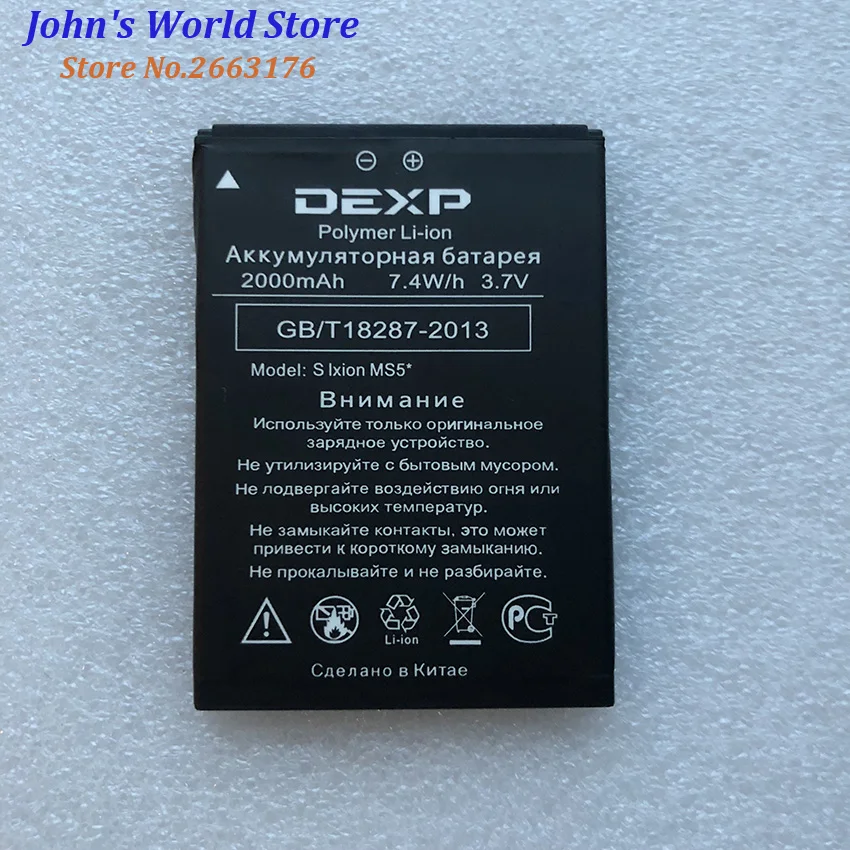 John's World Store
Store No.2663176
DEXP
Polymer Li-ion
Аккумуляторная батарея
2000mAh 7.4W/h 3.7V
GB/T18287-2013
Model: S Ixion MS5*
Внимание
Используйте только оригинальное
зарядное устройство.
Не утилизируйте с бытовым мусором.
Не лодвергайте воздействию огня или
высоких температур.
Не замыкайте контакты, это может
привести к короткому замыканию.
Не прокалывайте и не разбирайте.
Li-ion
РСТ
Сделано в Китае